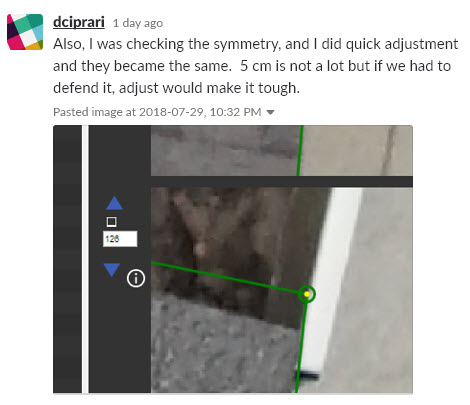 dciprari 1 day ago
Also, I was checking the symmetry, and I did quick adjustment
and they became the same.  5 cm is not a lot but if we had to
defend it, adjust would make it tough.
Pasted image at 2018-07-29, 10:32 PM
126